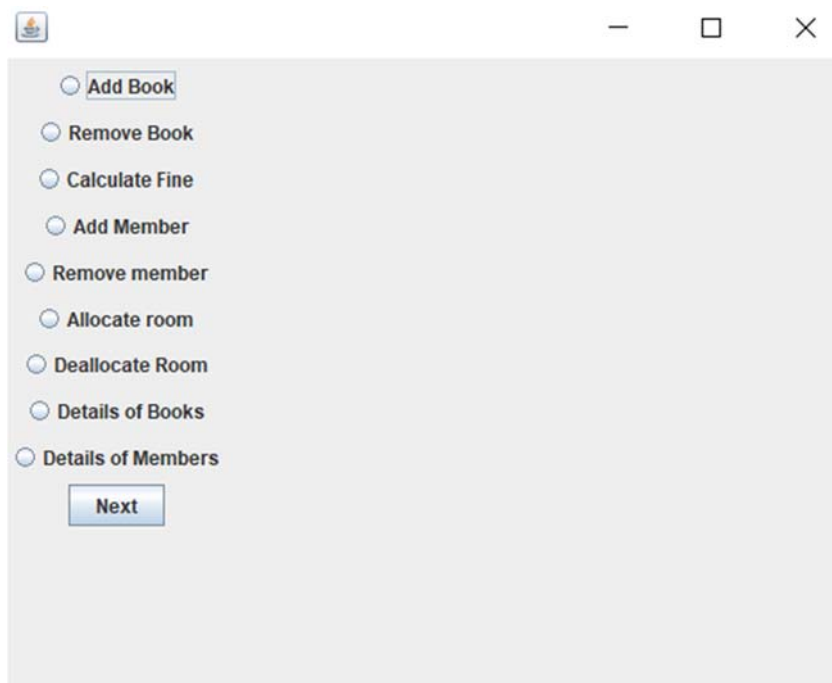 Add Book
Remove Book
Calculate Fine
Add Member
Remove member
Allocate room
Deallocate Room
Details of Books
Details of Members
Next